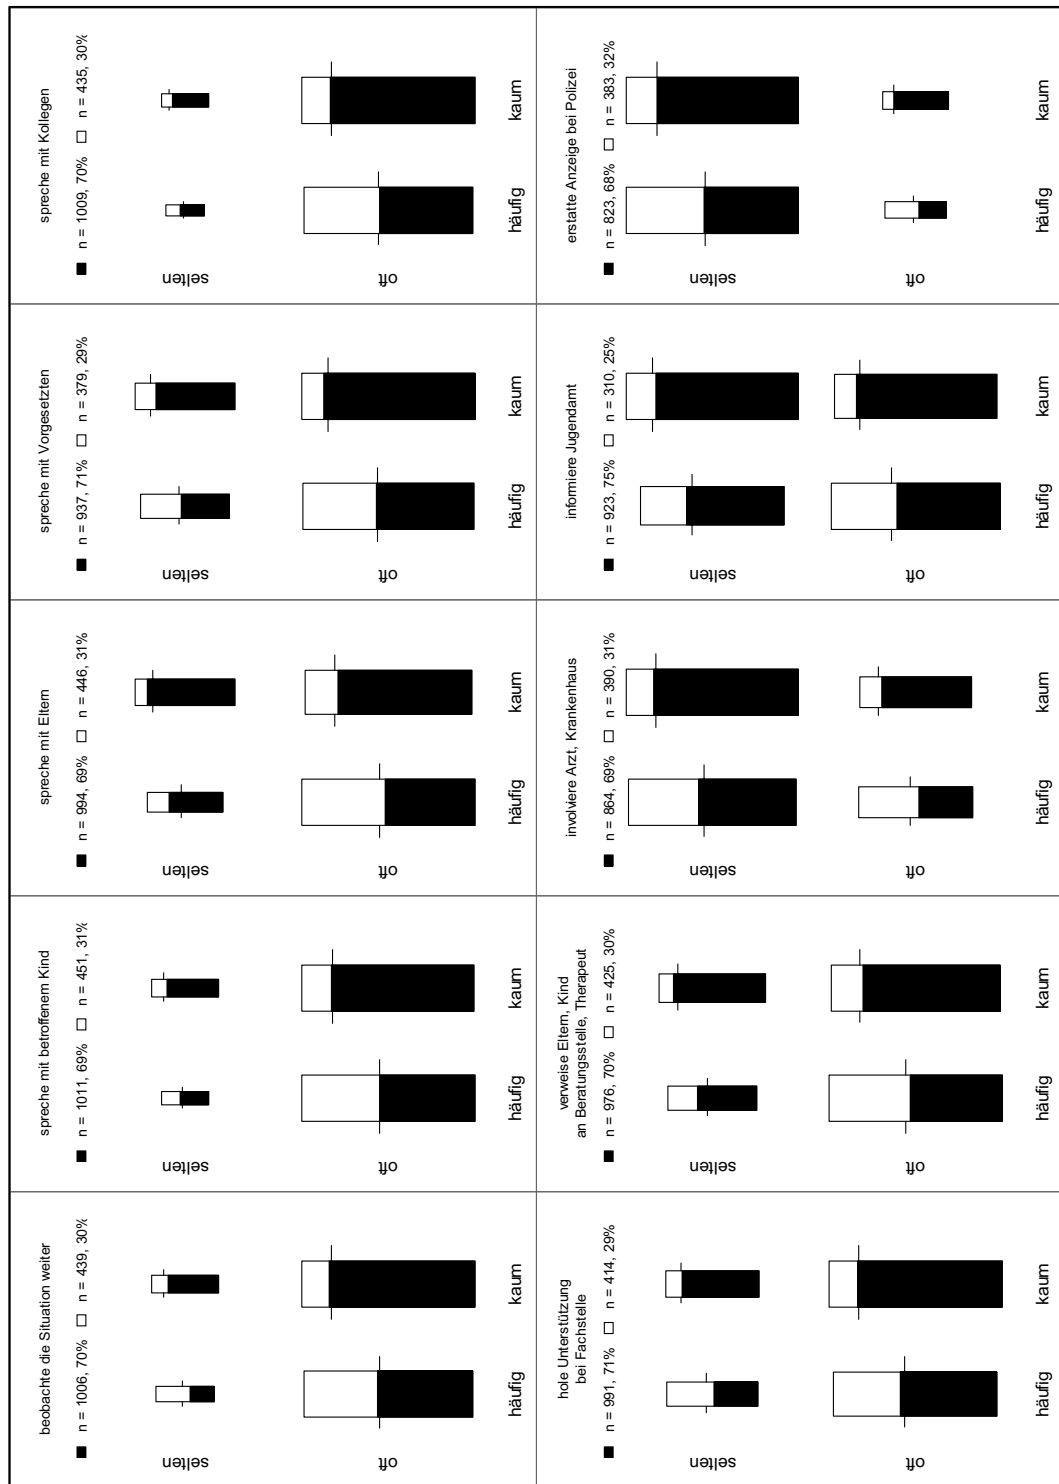 beobachte die Situation weiter
n = 1006, 70% n = 439, 30%
selten
oft
häufig kaum
spreche mit betroffenem Kind
n = 1011, 69% n = 451, 31%
selten
oft
häufig kaum
spreche mit Eltern
n = 994, 69% n = 446, 31%
selten
oft
häufig kaum
spreche mit Vorgesetzten
n = 937, 71% n = 379, 29%
selten
oft
häufig kaum
spreche mit Kollegen
n = 1009, 70% n = 435, 30%
selten
oft
häufig kaum
hole Unterstützung
bei Fachstelle
n = 991, 71% n = 414, 29%
selten
oft
häufig kaum
verweise Eltern, Kind
an Beratungsstelle, Therapeut
n = 976, 70% n = 425, 30%
selten
oft
häufig kaum
involviere Arzt, Krankenhaus
n = 864, 69% n = 390, 31%
selten
oft
häufig kaum
informiere Jugendamt
n = 923, 75% n = 310, 25%
selten
oft
häufig kaum
erstatte Anzeige bei Polizei
n = 823, 68% n = 383, 32%
selten
oft
häufig kaum